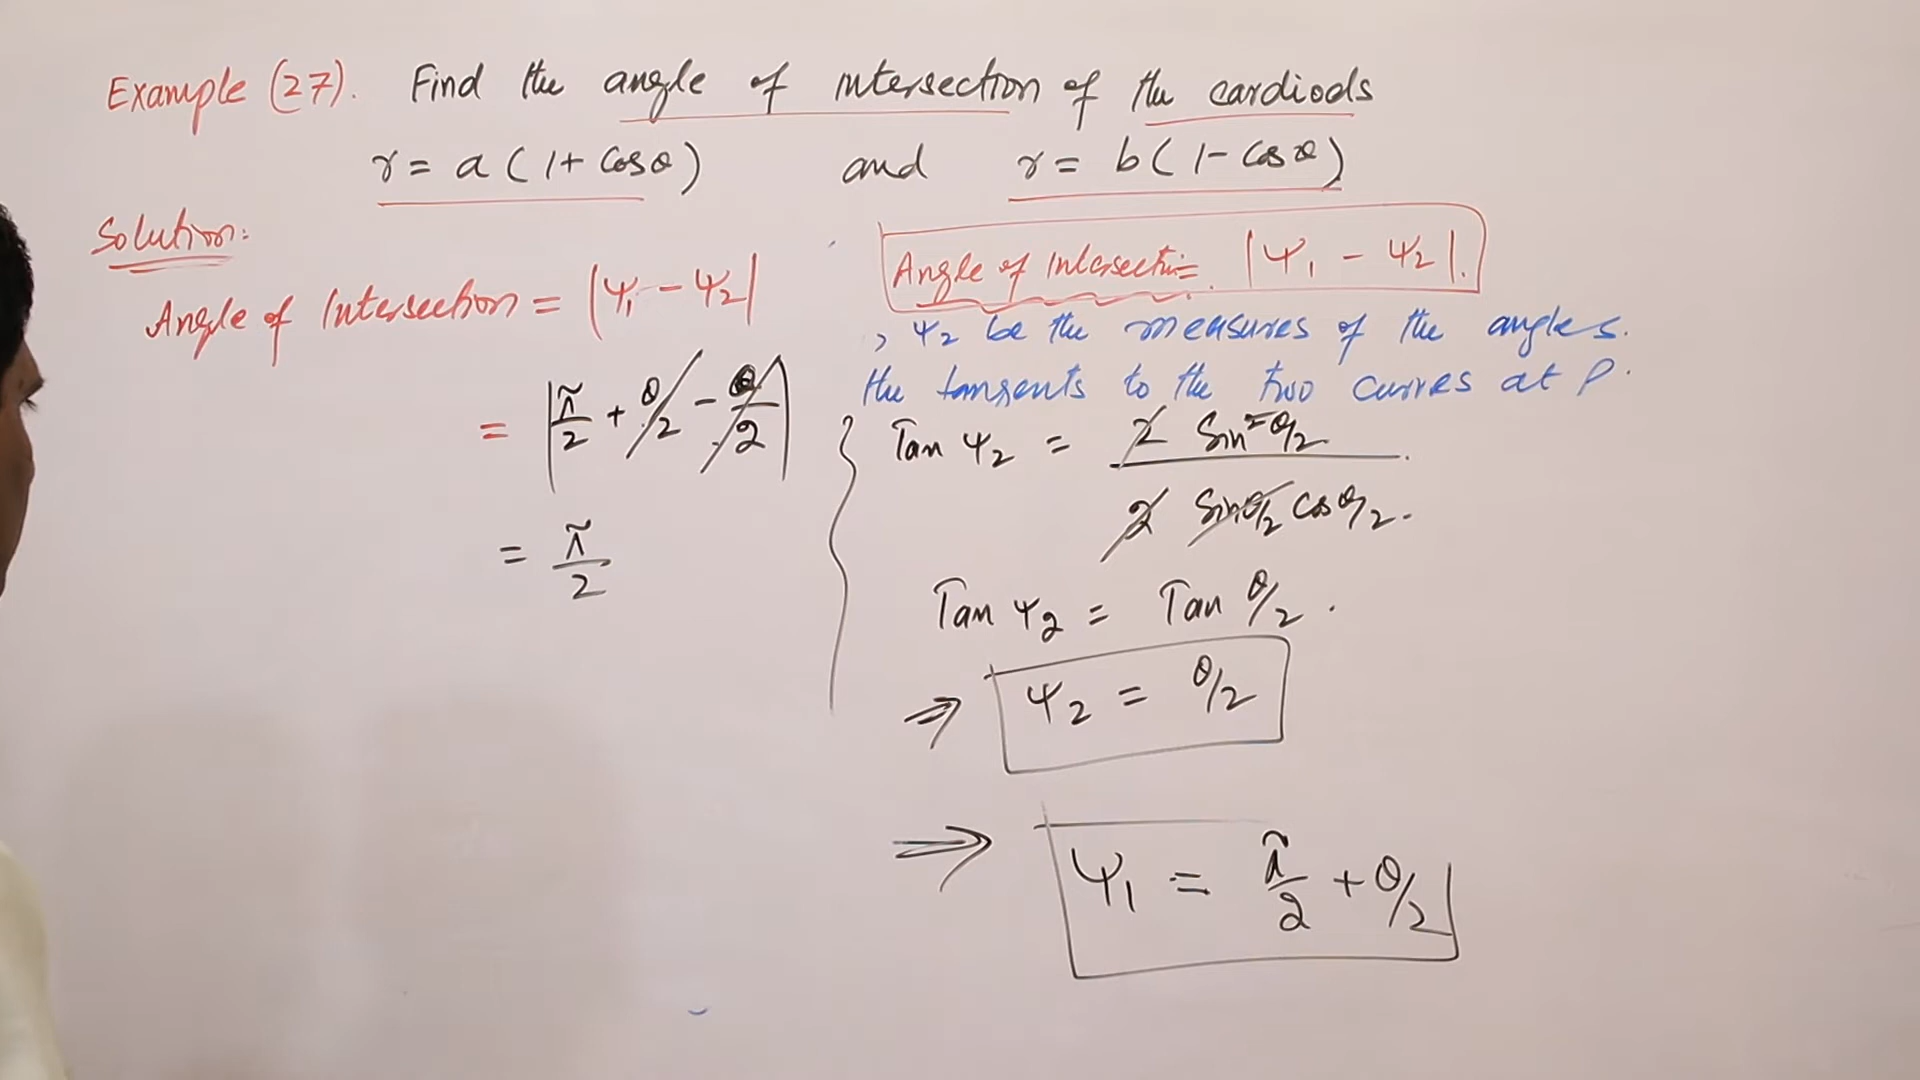 Example (27). Find the angle of intersection of the cardiods
r = a(1+Cosθ) and r = b(1-Cosθ)
Solution:
Angle of Intersection = |Ψ₁ - Ψ₂|
= |π/2 + θ/2 - θ/2|
= π/2
Angle of Intersecti= |Ψ₁ - Ψ₂|.
, Ψ₂ be the measures of the angles.
the tangents to the two curves at P.
Tan Ψ₂ = 2 Sin²θ/2 / 2 Sinθ/2 Cosθ/2.
Tan Ψ₂ = Tan θ/2.
⇒ Ψ₂ = θ/2
⇒ Ψ₁ = π/2 + θ/2